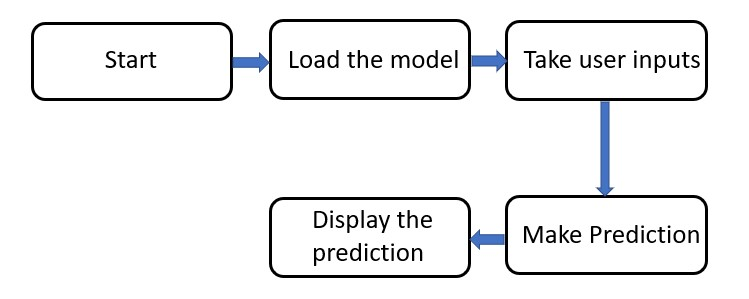 Start
Load the model
Take user inputs
Make Prediction
Display the
prediction